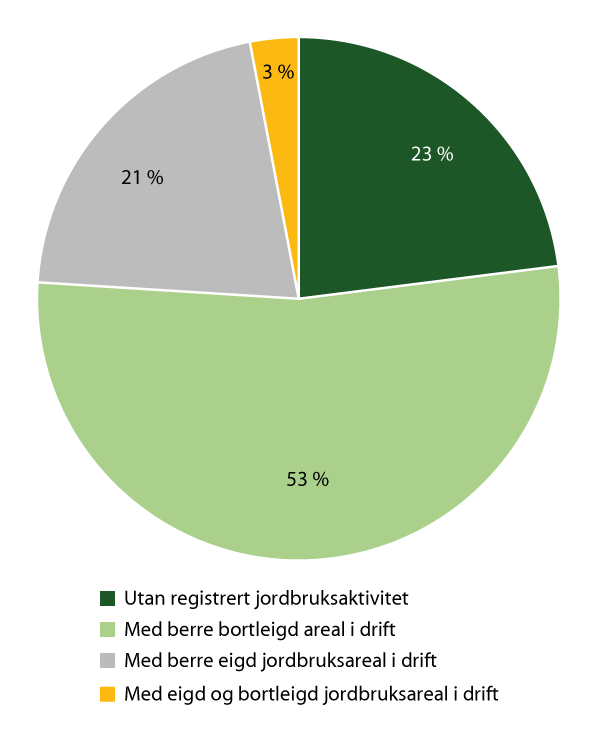 3 %
23 %
21 %
53 %
Utan registrert jordbruksaktivitet
Med berre bortleigd areal i drift
Med berre eigd jordbruksareal i drift
Med eigd og bortleigd jordbruksareal i drift